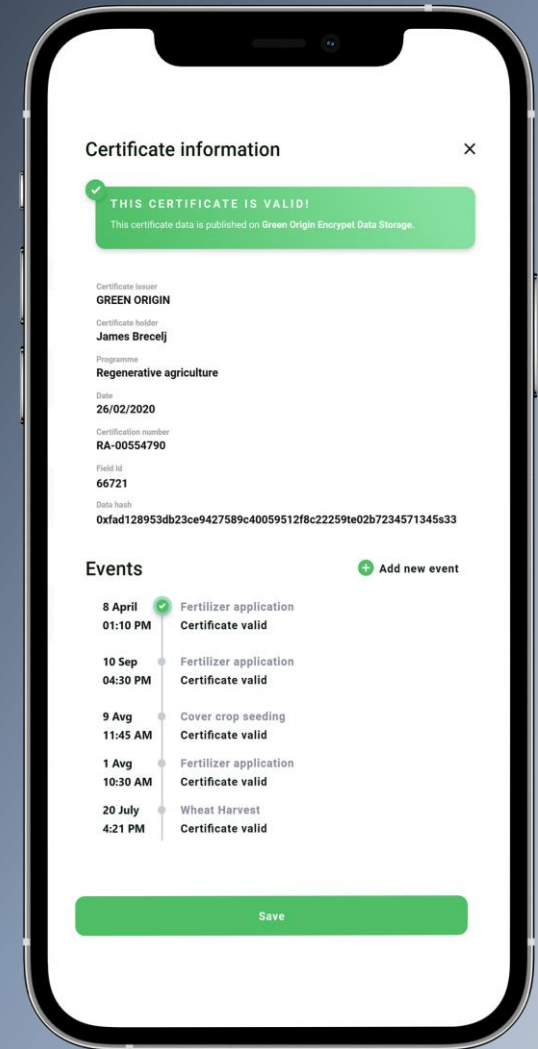 Certificate information
THIS CERTIFICATE IS VALID!
This certificate data is published on Green Origin Encrypet Data Storage.
Certificate issuer
GREEN ORIGIN
Certificate holder
James Brecelj
Programme
Regenerative agriculture
Date
26/02/2020
Certification number
RA-00554790
Field Id
66721
Data hash
0xfad128953db23ce9427589c40059512f8c22259te02b7234571345s33
Events
Add new event
8 April Fertilizer application
01:10 PM Certificate valid
10 Sep Fertilizer application
04:30 PM Certificate valid
9 Avg Cover crop seeding
11:45 AM Certificate valid
1 Avg Fertilizer application
10:30 AM Certificate valid
20 July Wheat Harvest
4:21 PM Certificate valid
Save